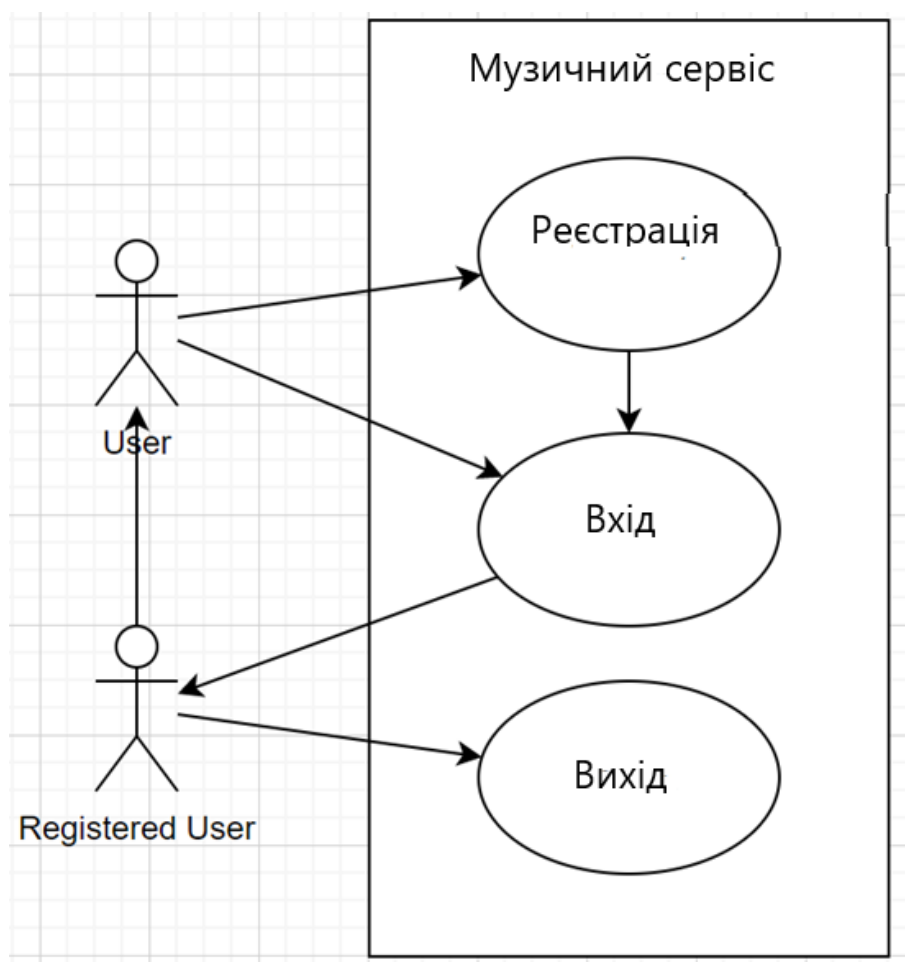 Музичний сервіс
Реєстрація
User
Вхід
Вихід
Registered User